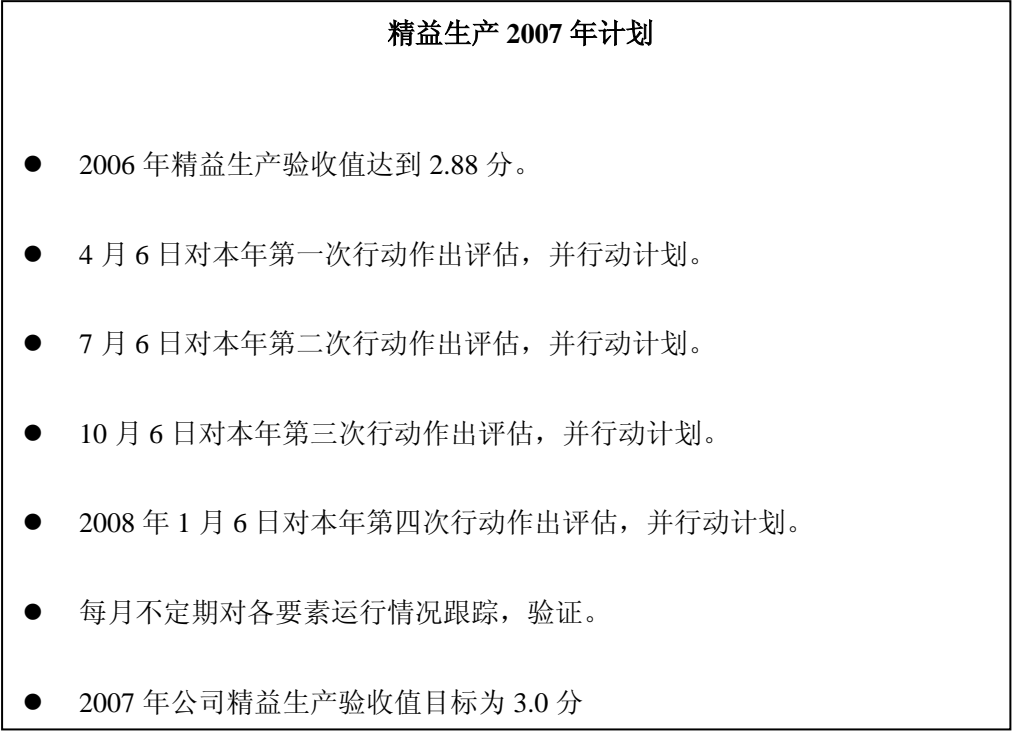 精益生产 2007 年计划
● 2006 年精益生产验收值达到 2.88 分。
● 4 月 6 日对本年第一次行动作出评估，并行动计划。
● 7 月 6 日对本年第二次行动作出评估，并行动计划。
● 10 月 6 日对本年第三次行动作出评估，并行动计划。
● 2008 年 1 月 6 日对本年第四次行动作出评估，并行动计划。
● 每月不定期对各要素运行情况跟踪，验证。
● 2007 年公司精益生产验收值目标为 3.0 分